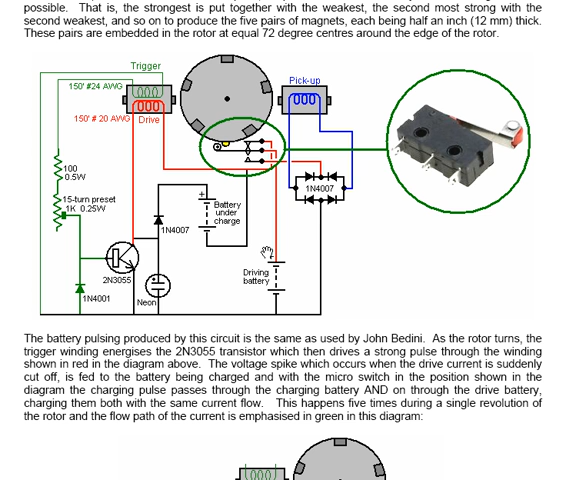 possible. That is, the strongest is put together with the weakest, the second most strong with the
second weakest, and so on to produce the five pairs of magnets, each being half an inch (12 mm) thick.
These pairs are embedded in the rotor at equal 72 degree centres around the edge of the rotor.
Trigger
150' #24 AWG
Pick-up
150' # 20 AWG Drive
100
0.5W
1N4007
15-turn preset
1K 0.25W
Battery
under
charge
1N4007
2N3055
Driving
battery
1N4001
Neon
The battery pulsing produced by this circuit is the same as used by John Bedini. As the rotor turns, the
trigger winding energises the 2N3055 transistor which then drives a strong pulse through the winding
shown in red in the diagram above. The voltage spike which occurs when the drive current is suddenly
cut off, is fed to the battery being charged and with the micro switch in the position shown in the
diagram the charging pulse passes through the charging battery AND on through the drive battery,
charging them both with the same current flow. This happens five times during a single revolution of
the rotor and the flow path of the current is emphasised in green in this diagram: